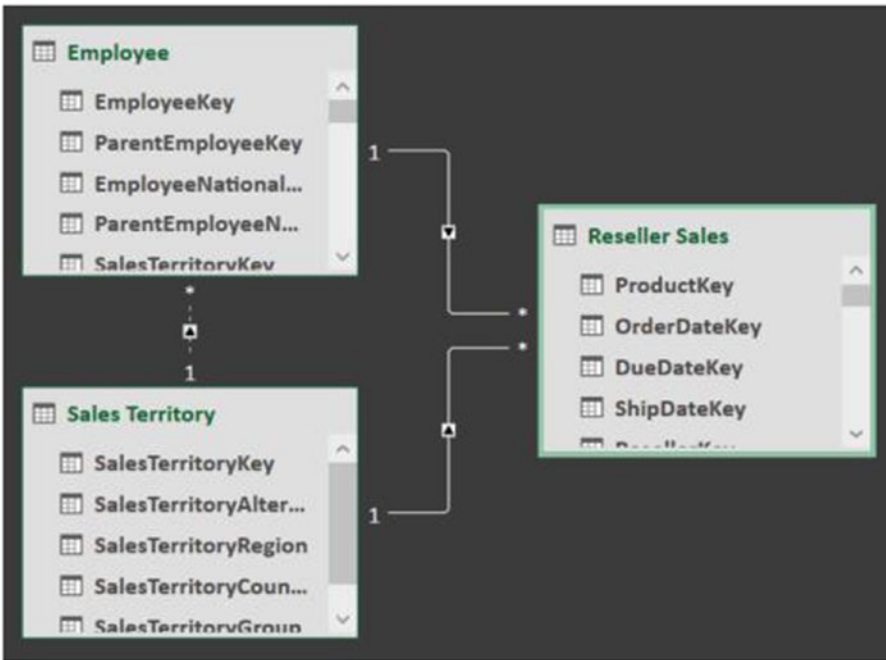 Employee
EmployeeKey
ParentEmployeeKey
EmployeeNational...
ParentEmployeeN...
SalesTerritoryKey
1
*
*
*
1
1
Reseller Sales
ProductKey
OrderDateKey
DueDateKey
ShipDateKey
ResellerKey
Sales Territory
SalesTerritoryKey
SalesTerritoryAlter...
SalesTerritoryRegion
SalesTerritoryCoun...
SalesTerritoryGroup